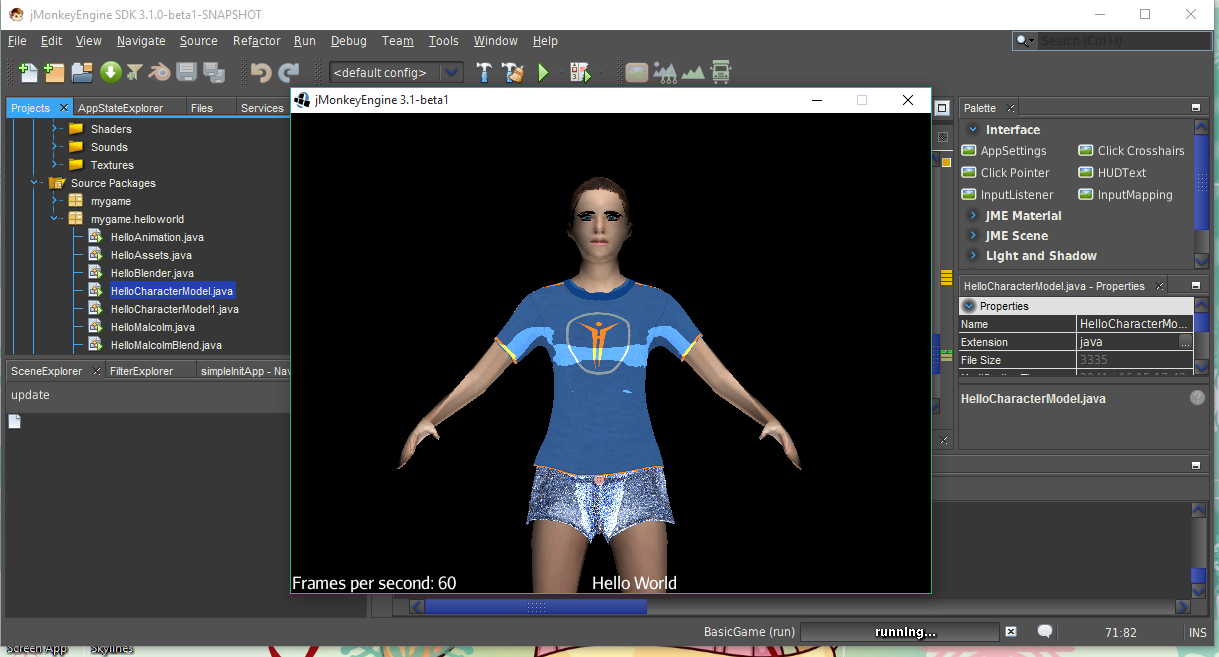 jMonkeyEngine SDK 3.1.0-beta1-SNAPSHOT
File Edit View Navigate Source Refactor Run Debug Team Tools Window Help
Search (Ctrl+I)
<default config>
Projects AppStateExplorer Files Services
Shaders
Sounds
Textures
Source Packages
mygame
mygame.helloworld
HelloAnimation.java
HelloAssets.java
HelloBlender.java
HelloCharacterModel.java
HelloCharacterModel1.java
HelloMalcolm.java
HelloMalcolmBlend.java
SceneExplorer FilterExplorer simpleInitApp - Nav
update
jMonkeyEngine 3.1-beta1
Frames per second: 60
Hello World
Palette
Interface
AppSettings Click Crosshairs
Click Pointer HUDText
InputListener InputMapping
JME Material
JME Scene
LIght and Shadow
HelloCharacterModel.java - Properties
Properties
Name HelloCharacterMo...
Extension java ...
File Size 3335
HelloCharacterModel.java
?
BasicGame (run) running... 71:82 INS
Screen App Skylines